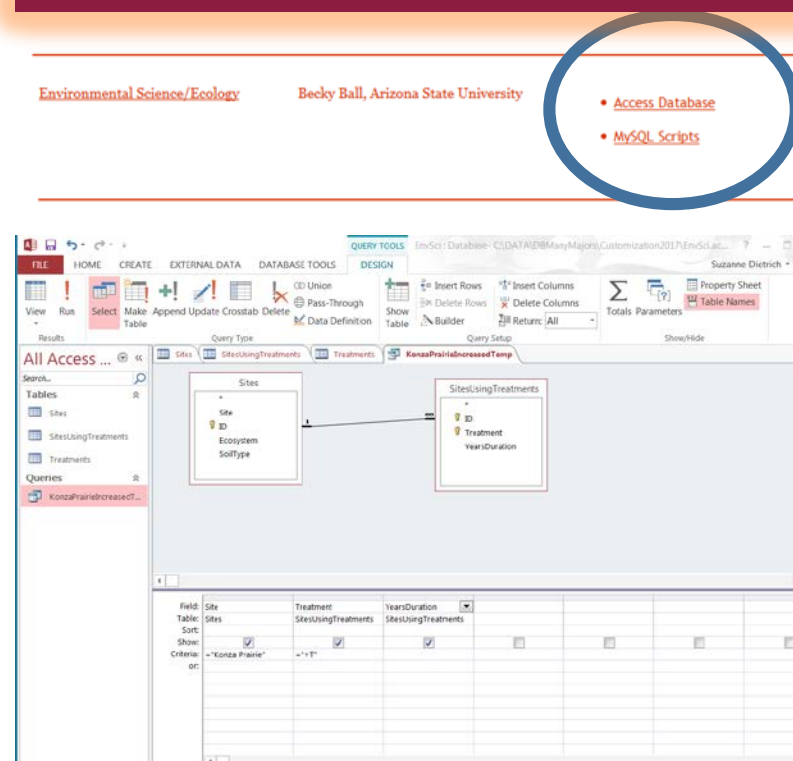 Environmental Science/Ecology Becky Ball, Arizona State University • Access Database
• MySQL Scripts
QUERY TOOLS EnvSci : Database- C:\DATA\DBManyMajors\Customization2017\EnvSci.ac... ?
FILE HOME CREATE EXTERNAL DATA DATABASE TOOLS DESIGN Suzanne Dietrich
View Run Select Make Table Append Update Crosstab Delete Union Pass-Through Data Definition Show Table Insert Rows Delete Rows Builder Insert Columns Delete Columns Return: All Totals Parameters Property Sheet Table Names
Results Query Type Query Setup Show/Hide
All Access ... « Sites SitesUsingTreatments Treatments KonzaPrairieIncreasedTemp
Search...
Tables
Sites
SitesUsingTreatments
Treatments
Queries
KonzaPrairieIncreasedT...
Sites
*
Site
ID
Ecosystem
SoilType
1 ∞
SitesUsingTreatments
*
ID
Treatment
YearsDuration
Field: Site Treatment YearsDuration
Table: Sites SitesUsingTreatments SitesUsingTreatments
Sort:
Show:
Criteria: ="Konza Prairie" ="+T"
or: